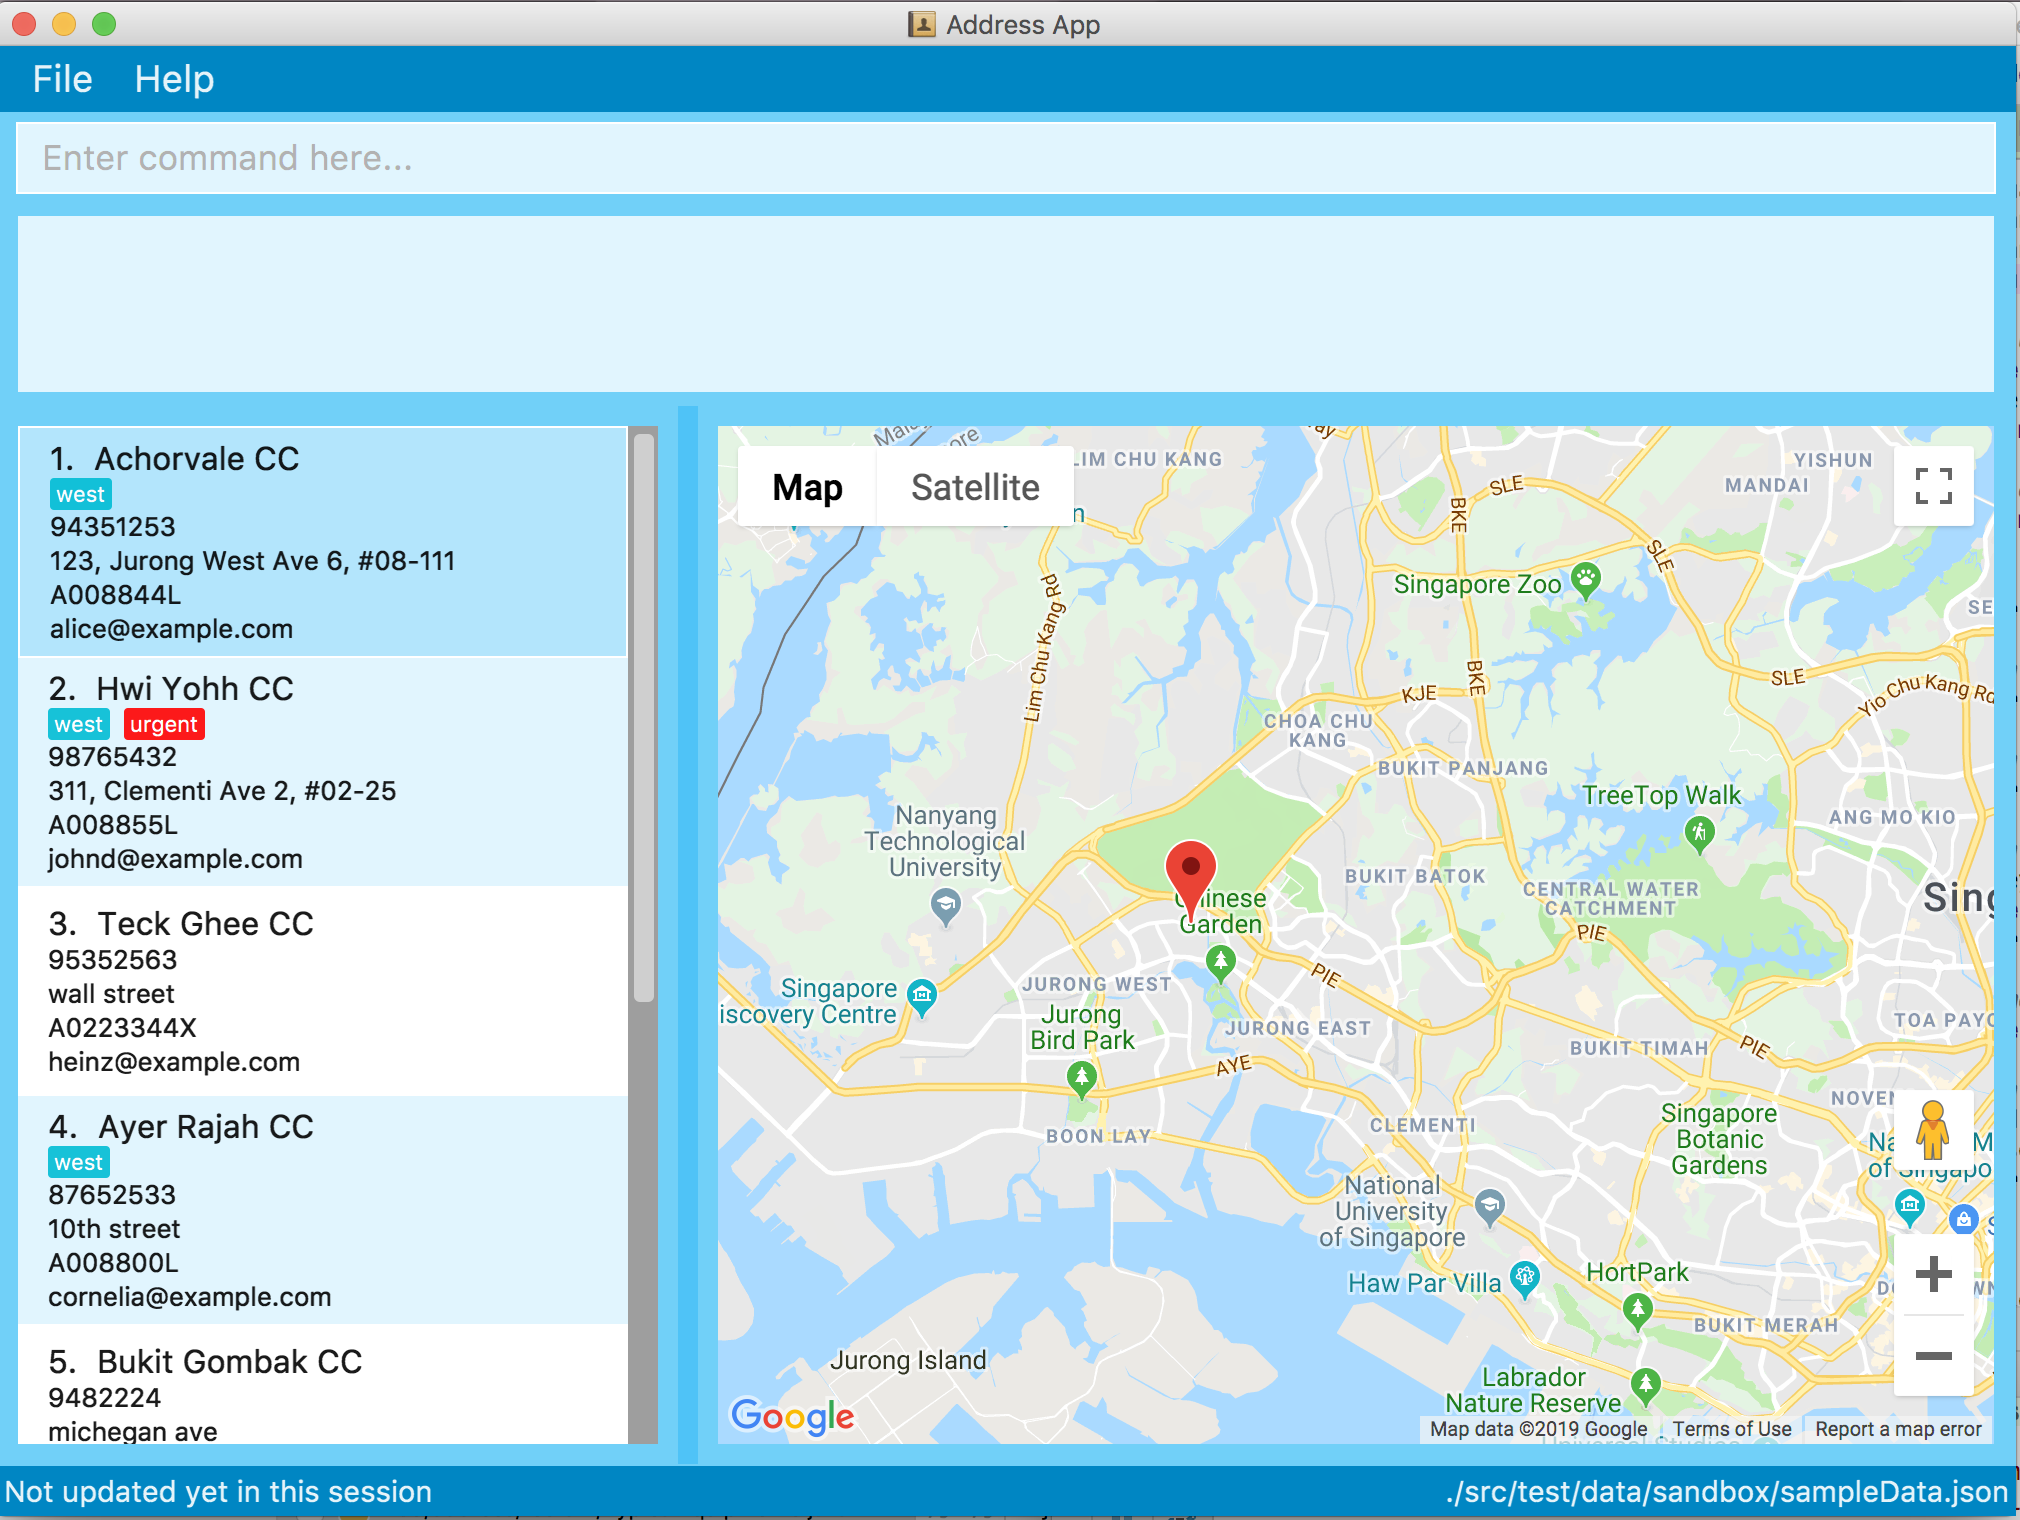 Address App
File Help
Enter command here...
1. Achorvale CC
west
94351253
123, Jurong West Ave 6, #08-111
A008844L
alice@example.com
2. Hwi Yohh CC
west urgent
98765432
311, Clementi Ave 2, #02-25
A008855L
johnd@example.com
3. Teck Ghee CC
95352563
wall street
A0223344X
heinz@example.com
4. Ayer Rajah CC
west
87652533
10th street
A008800L
cornelia@example.com
5. Bukit Gombak CC
9482224
michegan ave
Map Satellite
LIM CHU KANG
YISHUN
MANDAI
SLE
BKE
SLE
Singapore Zoo
Lim Chu Kang Rd
BKE
KJE
SLE
Yio Chu Kang Rd
CHOA CHU
KANG
BUKIT PANJANG
TreeTop Walk
ANG MO KIO
Nanyang
Technological
University
BUKIT BATOK
CENTRAL WATER
CATCHMENT
Sing
Chinese
Garden
PIE
PIE
JURONG WEST
Singapore
iscovery Centre
Jurong
Bird Park
JURONG EAST
TOA PAYO
BUKIT TIMAH
PIE
AYE
NOVEN
BOON LAY
CLEMENTI
Singapore
Botanic
Gardens
National
University
of Singapore
Haw Par Villa
HortPark
BUKIT MERAH
Jurong Island
Labrador
Nature Reserve
Google
Map data ©2019 Google Terms of Use Report a map error
Not updated yet in this session
./src/test/data/sandbox/sampleData.json